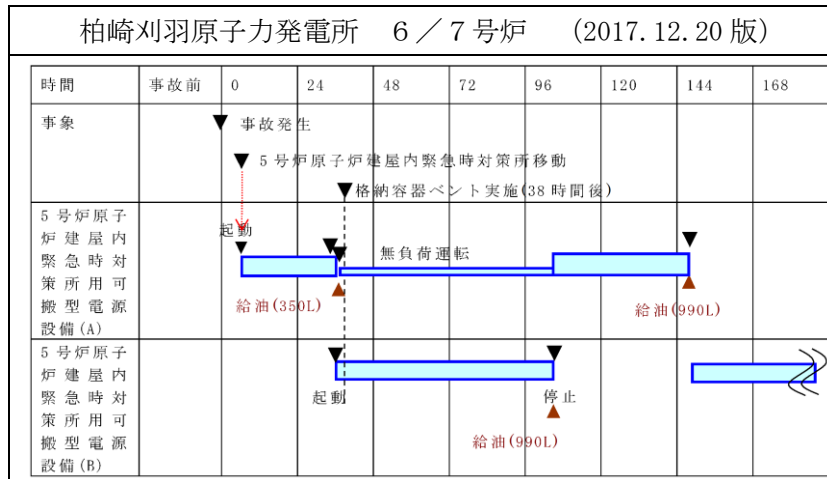 柏崎刈羽原子力発電所　６／７号炉　（2017.12.20 版）
時間 事故前 0 24 48 72 96 120 144 168
事象
事故発生
5 号炉原子炉建屋内緊急時対策所移動
格納容器ベント実施(38 時間後)
5 号炉原子
炉建屋内
緊急時対
策所用可
搬型電源
設備(A)
起動
無負荷運転
給油(350L)
給油(990L)
5 号炉原子
炉建屋内
緊急時対
策所用可
搬型電源
設備(B)
起動
停止
給油(990L)